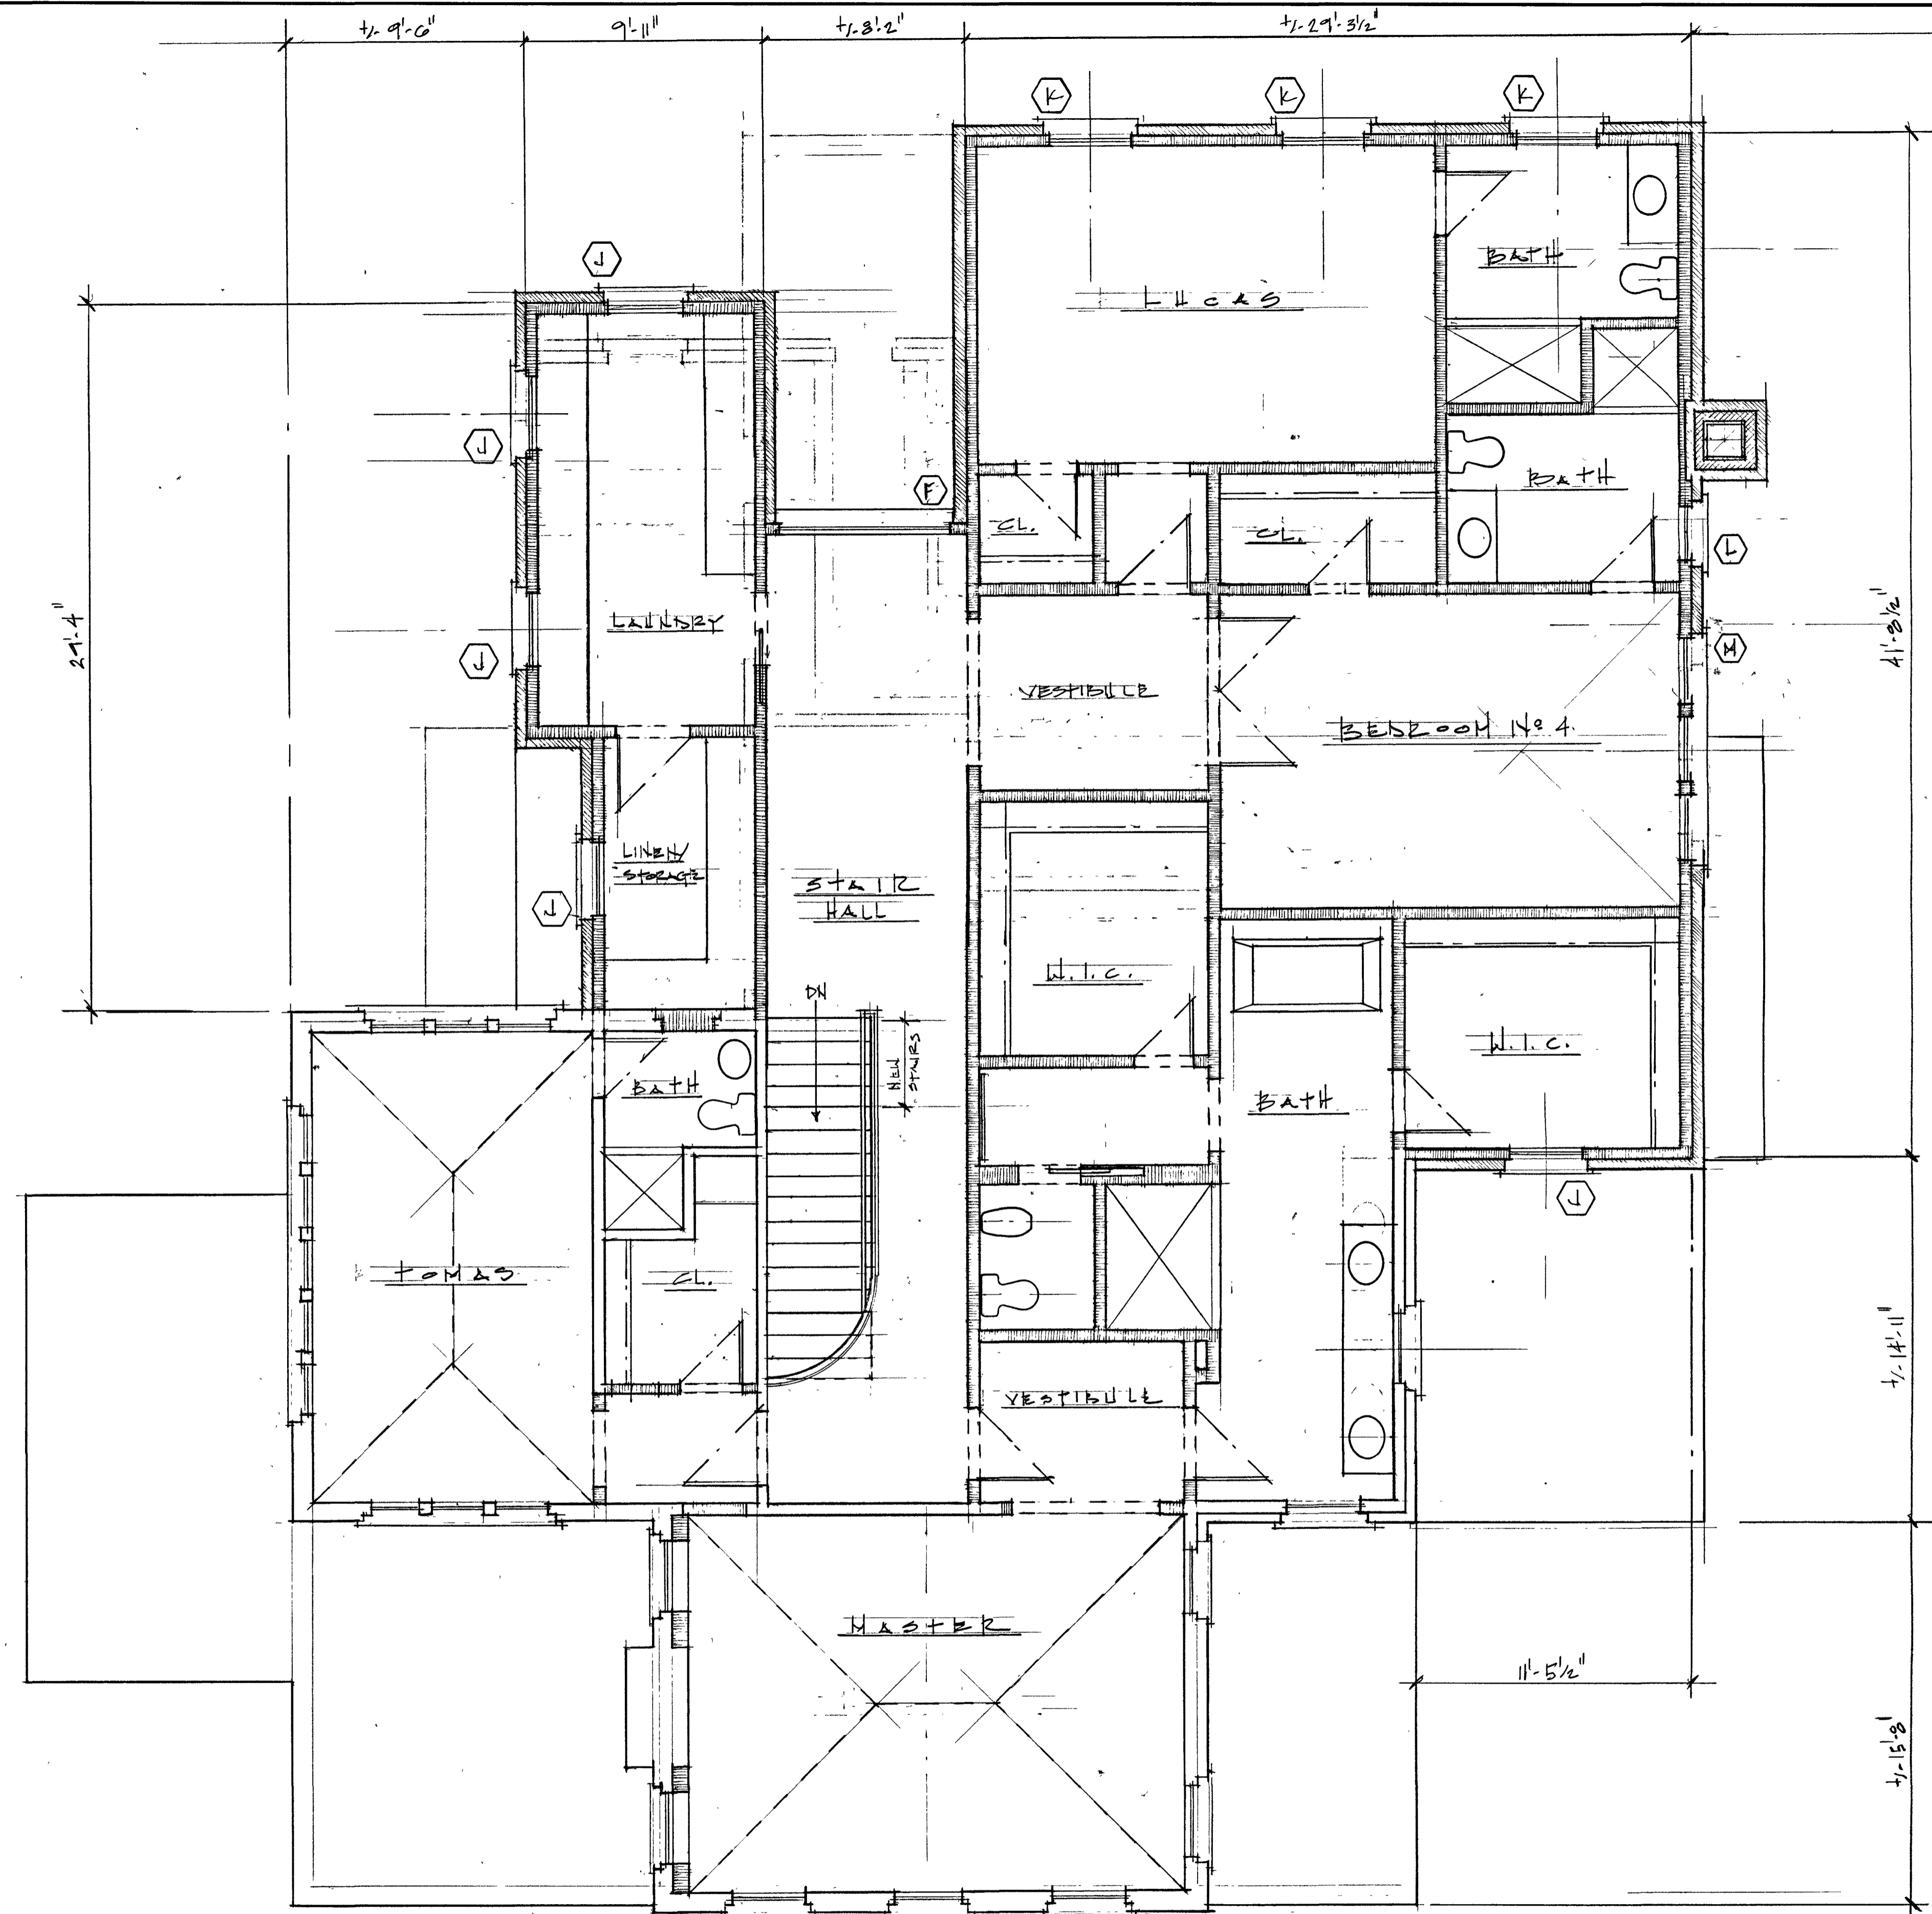 +/- 9'-6"
9'-11"
+/- 8'-2"
+/- 29'-3 1/2"
K
K
K
J
BATH
LUCAS
J
BATH
F
CL.
CL.
L
29'-4"
41'-8 1/2"
LAUNDRY
J
M
VESTIBULE
BEDROOM Nº 4.
LINEN/
STORAGE
STAIR
HALL
J
W.I.C.
DN
NEW
STAIRS
W.I.C.
BATH
BATH
J
TOMAS
CL.
+/- 14'-11"
VESTIBULE
MASTER
11'-5 1/2"
+/- 15'-8"